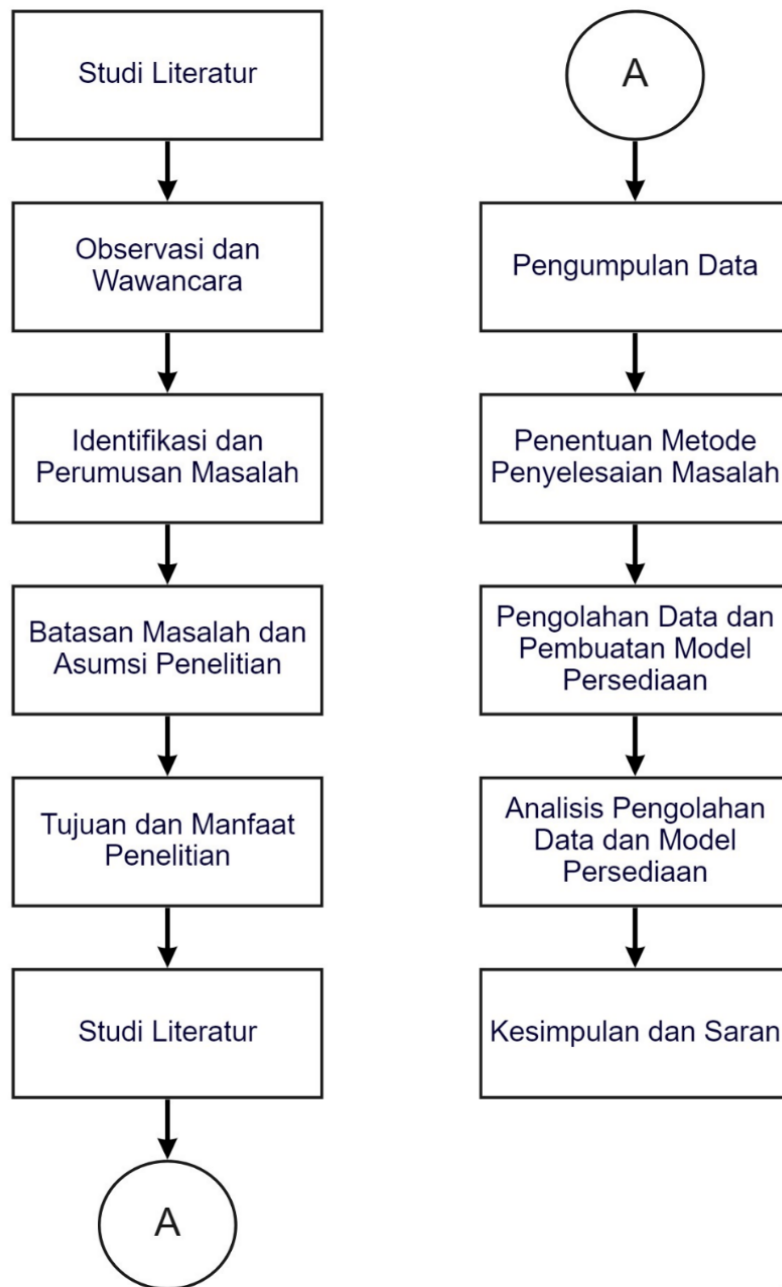 Studi Literatur
Observasi dan
Wawancara
Identifikasi dan
Perumusan Masalah
Batasan Masalah dan
Asumsi Penelitian
Tujuan dan Manfaat
Penelitian
Studi Literatur
A
A
Pengumpulan Data
Penentuan Metode
Penyelesaian Masalah
Pengolahan Data dan
Pembuatan Model
Persediaan
Analisis Pengolahan
Data dan Model
Persediaan
Kesimpulan dan Saran